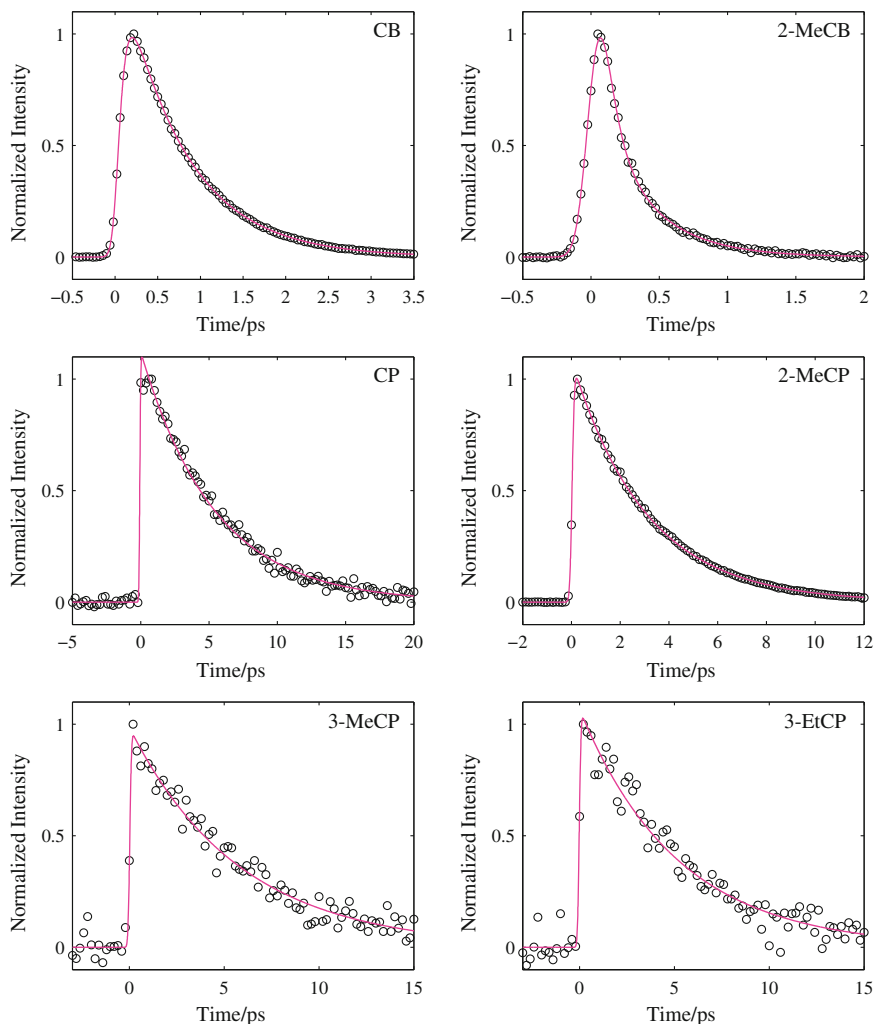 CB
Normalized Intensity
1
0.5
0
−0.5 0 0.5 1 1.5 2 2.5 3 3.5
Time/ps
2-MeCB
Normalized Intensity
1
0.5
0
−0.5 0 0.5 1 1.5 2
Time/ps
CP
Normalized Intensity
1
0.5
0
−5 0 5 10 15 20
Time/ps
2-MeCP
Normalized Intensity
1
0.5
0
−2 0 2 4 6 8 10 12
Time/ps
3-MeCP
Normalized Intensity
1
0.5
0
0 5 10 15
Time/ps
3-EtCP
Normalized Intensity
1
0.5
0
0 5 10 15
Time/ps